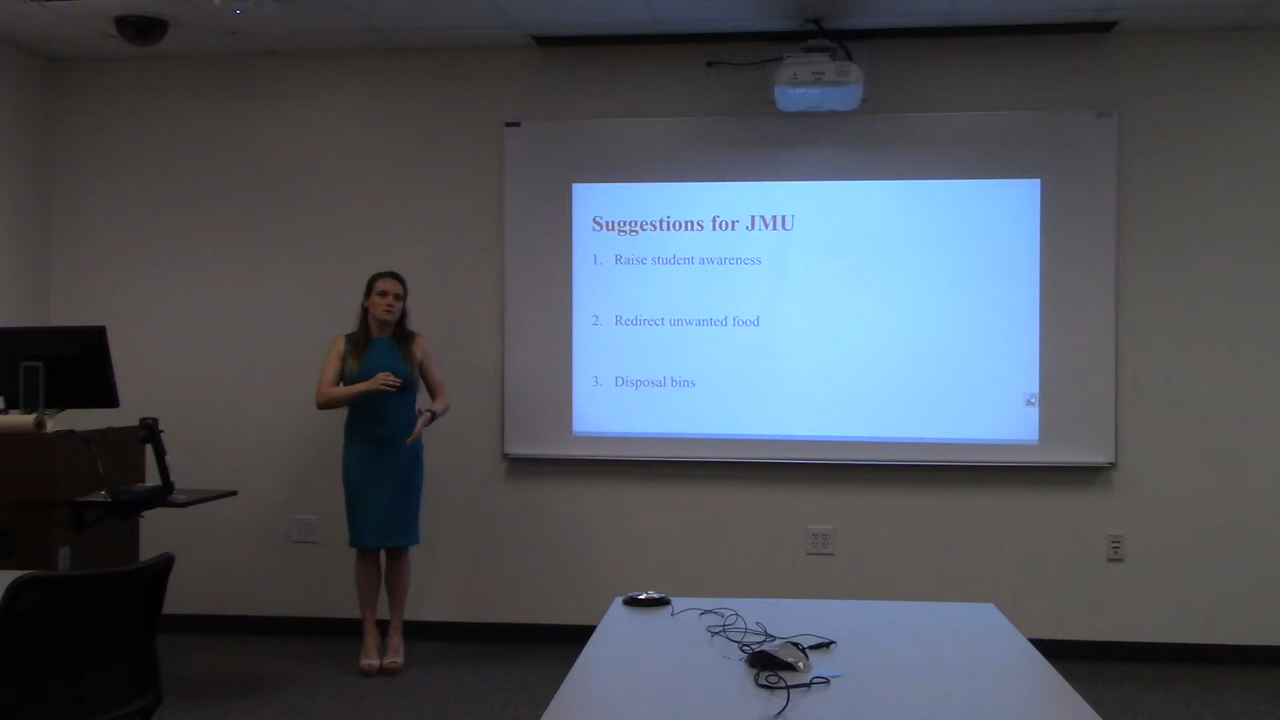 Suggestions for JMU
1. Raise student awareness
2. Redirect unwanted food
3. Disposal bins